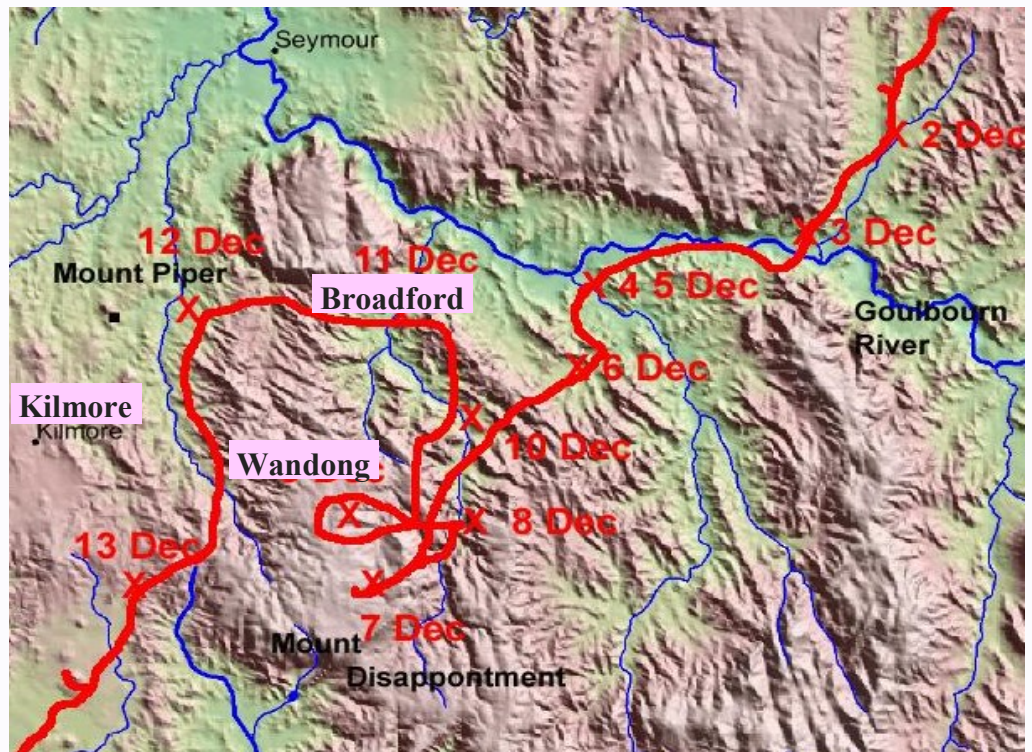 Seymour
2 Dec
3 Dec
12 Dec
Mount Piper
11 Dec
Broadford
4 5 Dec
Goulbourn
River
6 Dec
Kilmore
Kilmore
10 Dec
Wandong
8 Dec
13 Dec
7 Dec
Mount
Disappointment